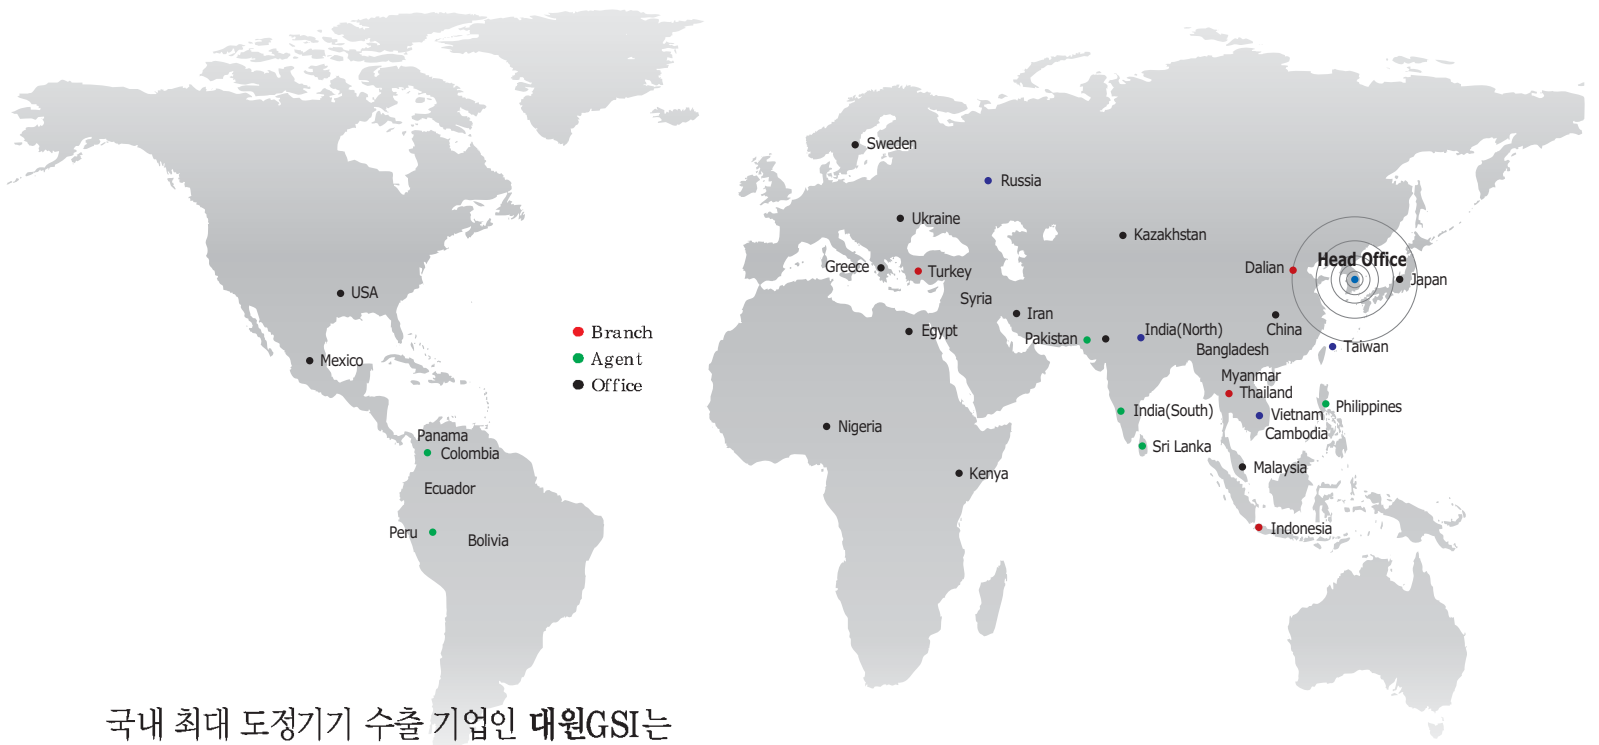 Sweden
Russia
Ukraine
Kazakhstan
Greece
Turkey
Dalian
Head Office
Japan
USA
Syria
Iran
Branch
Egypt
Pakistan
India(North)
China
Bangladesh
Taiwan
Mexico
Agent
Myanmar
Office
Thailand
Philippines
India(South)
Vietnam
Nigeria
Cambodia
Panama
Colombia
Sri Lanka
Malaysia
Kenya
Ecuador
Peru
Bolivia
Indonesia
국내 최대 도정기기 수출 기업인 대원GSI는